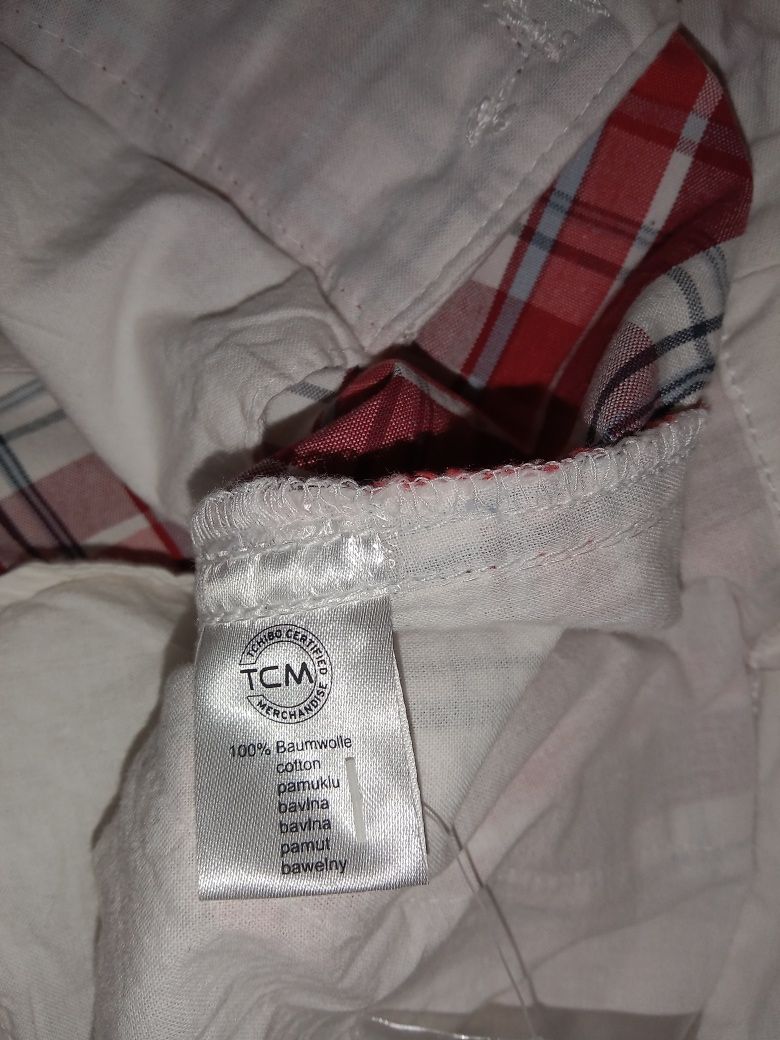 TCHIBO CERTIFIED
TCM
MERCHANDISE
100% Baumwolle
cotton
pamuklu
bavlna
bavlna
pamut
bawełny